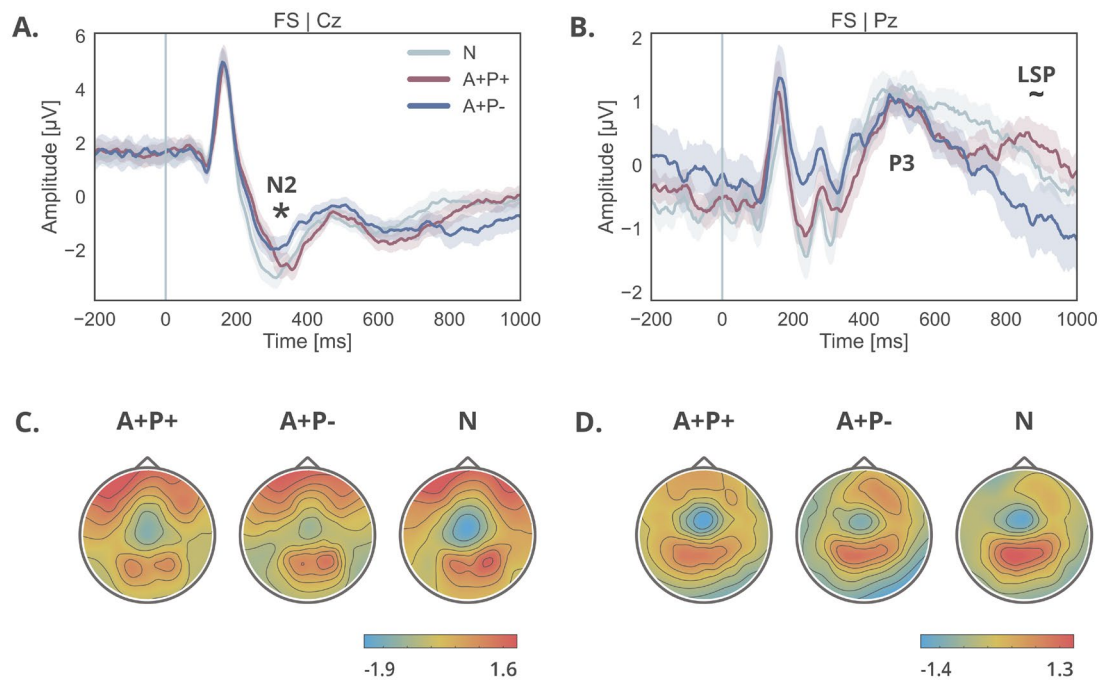 A.
FS | Cz
6
4
2
0
−2
Amplitude [µV]
N
A+P+
A+P-
N2
*
−200 0 200 400 600 800 1000
Time [ms]
B.
FS | Pz
2
1
0
−1
−2
Amplitude [µV]
LSP
~
P3
−200 0 200 400 600 800 1000
Time [ms]
C.
A+P+ A+P- N
-1.9 1.6
D.
A+P+ A+P- N
-1.4 1.3